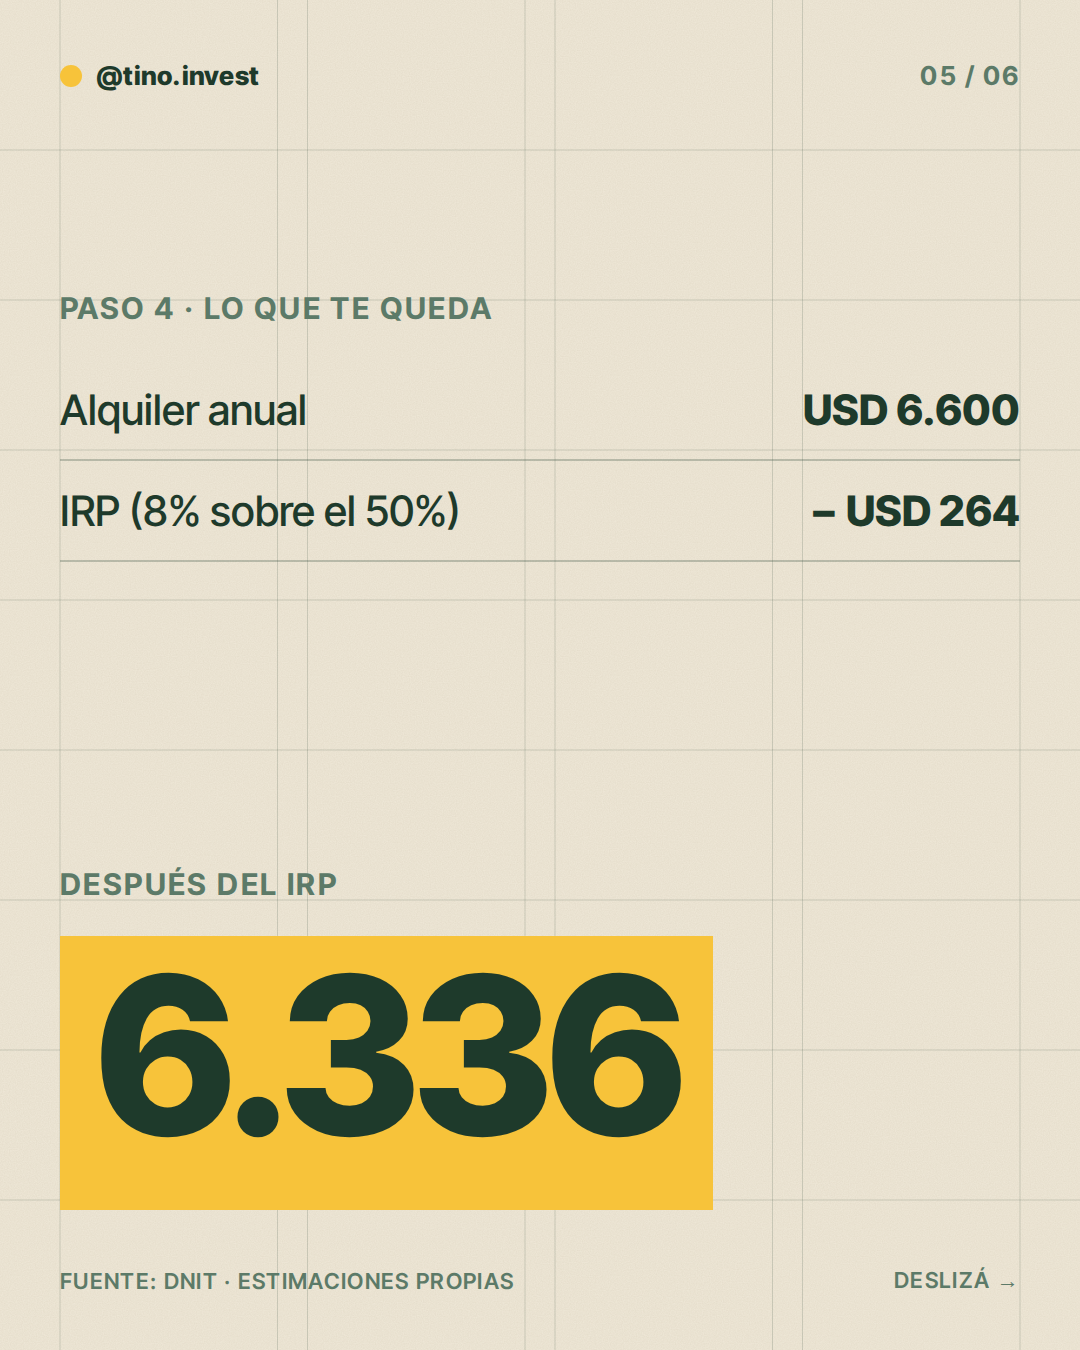 @tino.invest
05 / 06
PASO 4 · LO QUE TE QUEDA
Alquiler anual
USD 6.600
IRP (8% sobre el 50%)
– USD 264
DESPUÉS DEL IRP
6.336
FUENTE: DNIT · ESTIMACIONES PROPIAS
DESLIZÁ →